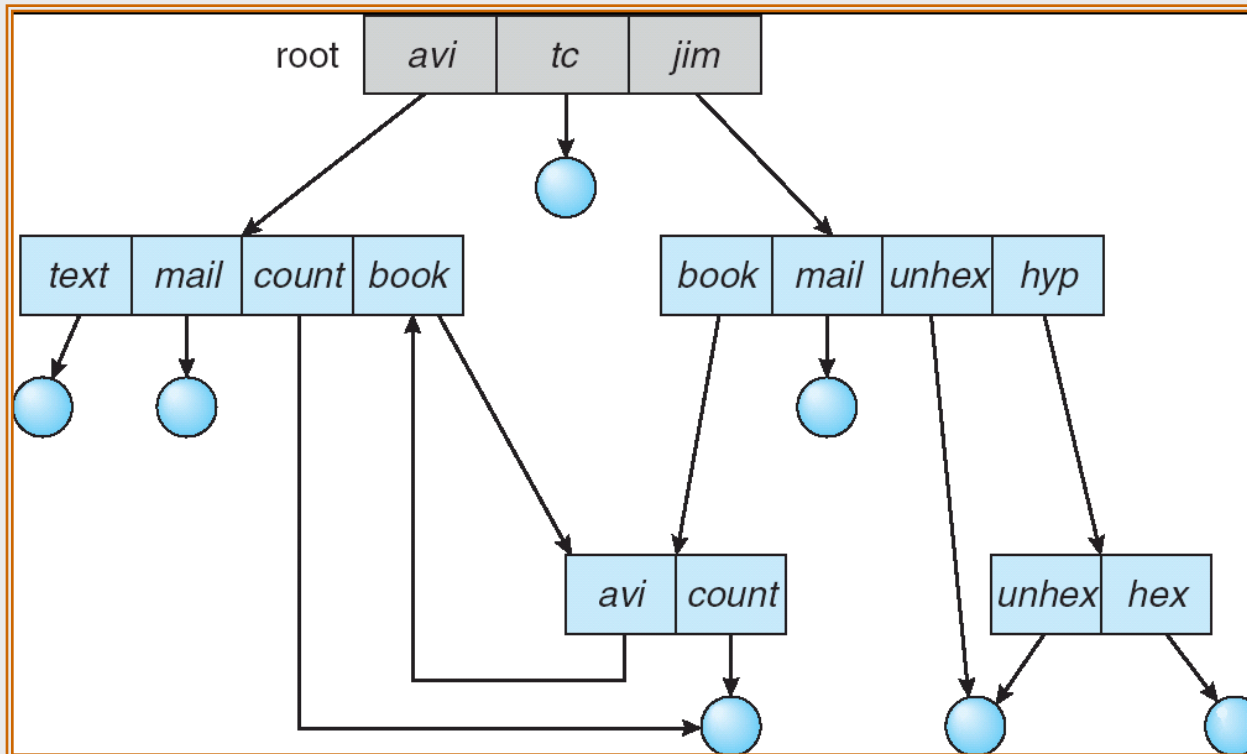 root avi tc jim
text mail count book book mail unhex hyp
avi count unhex hex